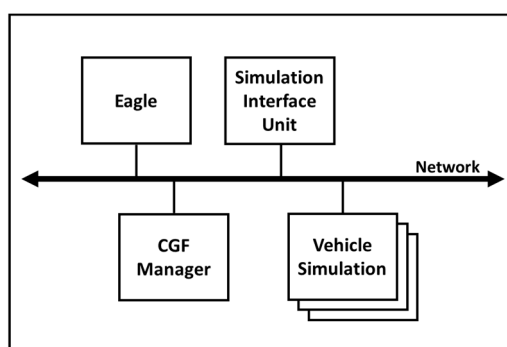 Eagle
Simulation
Interface
Unit
Network
CGF
Manager
Vehicle
Simulation